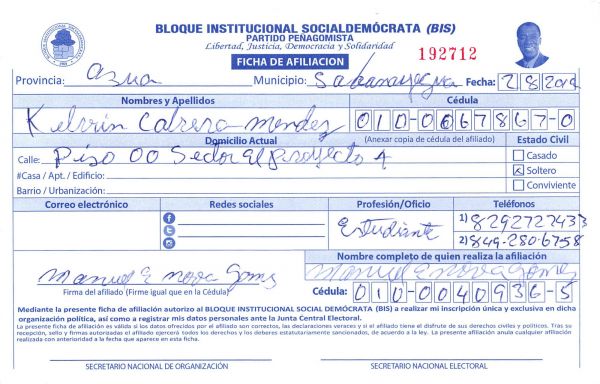 BLOQUE INSTITUCIONAL SOCIALDEMÓCRATA (BIS)
PARTIDO PEÑAGOMISTA
Libertad, Justicia, Democracia y Solidaridad
FICHA DE AFILIACION
192712
Provincia: Azua Municipio: Sabanayegua Fecha: 2/8/2019
Nombres y Apellidos Cédula
Kelvin Cabrera Mendez 010-0067867-0
Domicilio Actual (Anexar copia de cédula del afiliado) Estado Civil
Calle: Piso 00 Sector El Proyecto 4 Casado
#Casa / Apt. / Edificio: X Soltero
Barrio / Urbanización: Conviviente
Correo electrónico Redes sociales Profesión/Oficio Teléfonos
Estudiante 1) 8292727433
2) 849-280-6758
Nombre completo de quien realiza la afiliación
Manuel E Nova Gomez Manuel E Nova Gomez
Firma del afiliado (Firme igual que en la Cédula) Cédula: 010-0040936-5
Mediante la presente ficha de afiliación autorizo al BLOQUE INSTITUCIONAL SOCIAL DEMÓCRATA (BIS) a realizar mi inscripción única y exclusiva en dicha
organización política, así como a registrar mis datos personales ante la Junta Central Electoral.
La presente ficha de afiliación es válida si los datos ofrecidos por el afiliado son correctos, las declaraciones veraces y si el afiliado tiene el disfrute de sus derechos civiles y políticos. Tras su
recepción, sello y firmas autorizadas el afiliado ejercerá todos los derechos y los deberes estatutariamente sancionados, de acuerdo a la ley. La presente afiliación anula cualquier afiliación
realizada con anterioridad a la fecha que aparece en esta ficha.
SECRETARIO NACIONAL DE ORGANIZACIÓN SECRETARIO NACIONAL ELECTORAL